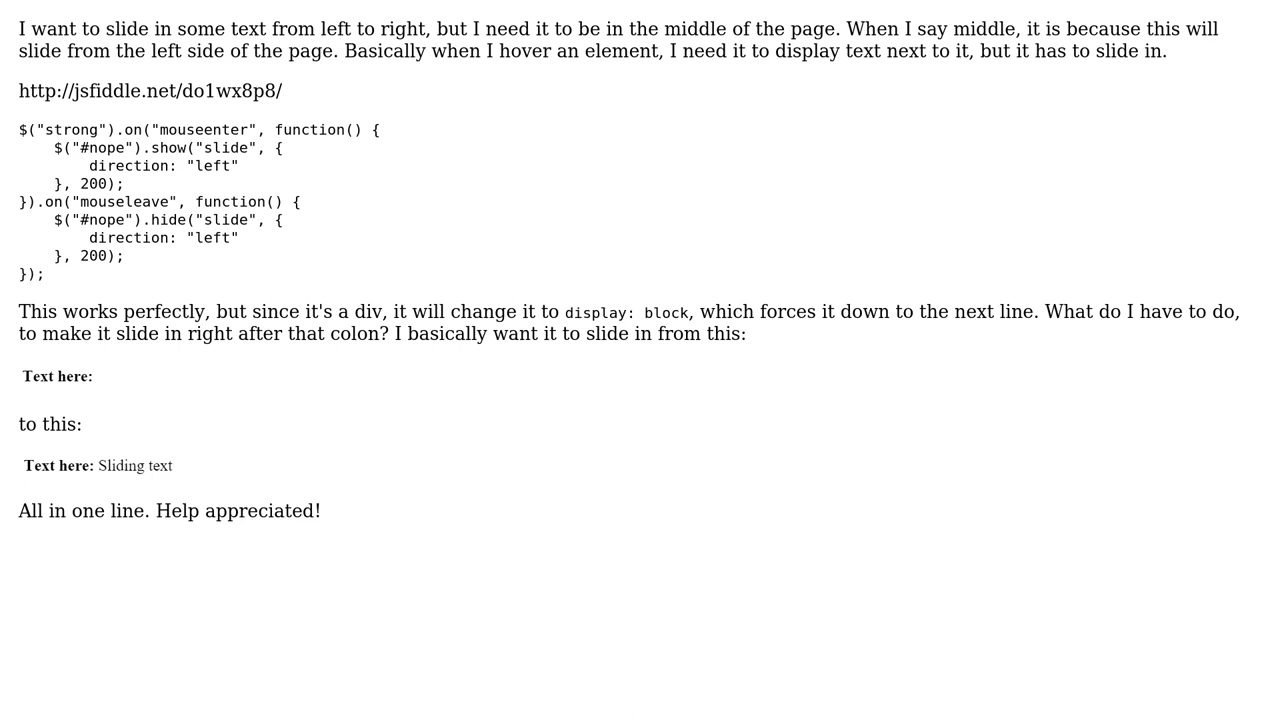 I want to slide in some text from left to right, but I need it to be in the middle of the page. When I say middle, it is because this will
slide from the left side of the page. Basically when I hover an element, I need it to display text next to it, but it has to slide in.
http://jsfiddle.net/do1wx8p8/
$("strong").on("mouseenter", function() {
    $("#nope").show("slide", {
        direction: "left"
    }, 200);
}).on("mouseleave", function() {
    $("#nope").hide("slide", {
        direction: "left"
    }, 200);
});
This works perfectly, but since it's a div, it will change it to display: block, which forces it down to the next line. What do I have to do,
to make it slide in right after that colon? I basically want it to slide in from this:
Text here:
to this:
Text here: Sliding text
All in one line. Help appreciated!